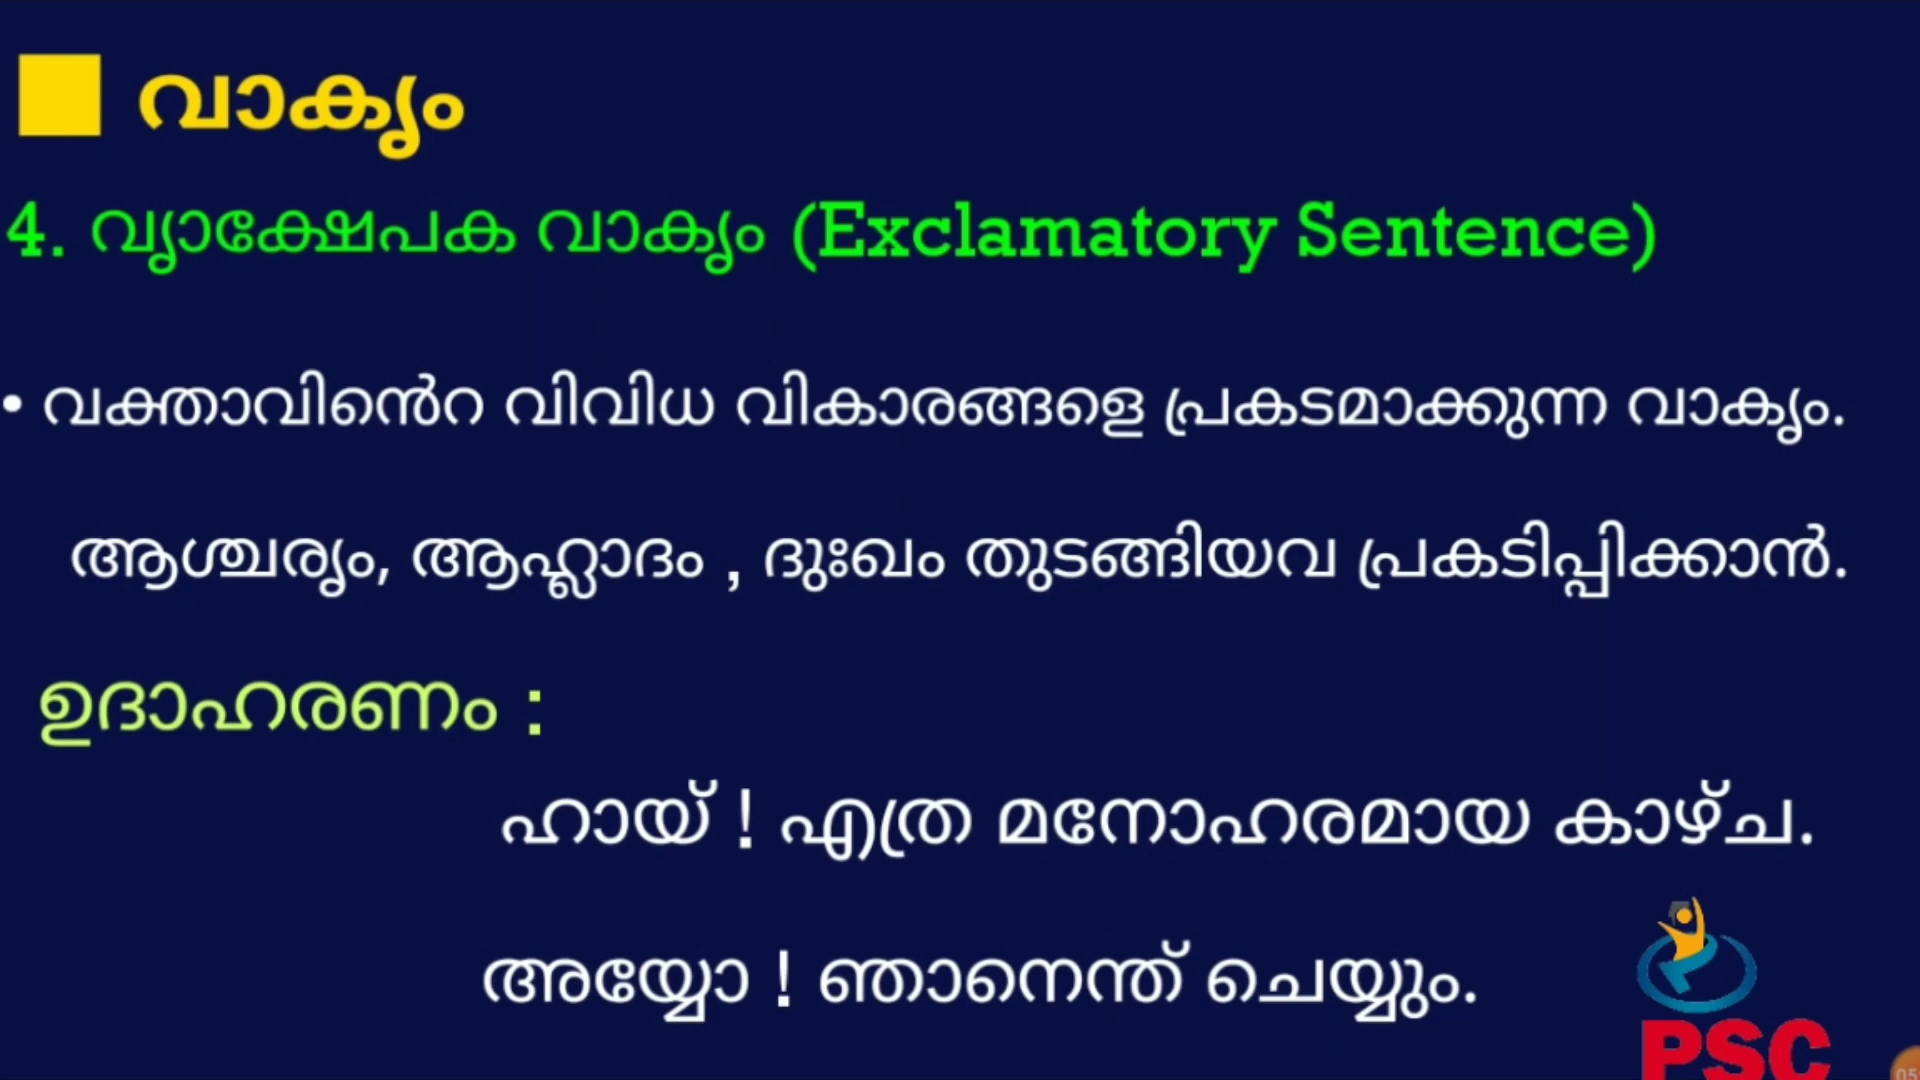 വാക്യം
4. വ്യാക്ഷേപക വാക്യം (Exclamatory Sentence)
• വക്താവിൻെറ വിവിധ വികാരങ്ങളെ പ്രകടമാക്കുന്ന വാക്യം.
ആശ്ചര്യം, ആഹ്ലാദം , ദുഃഖം തുടങ്ങിയവ പ്രകടിപ്പിക്കാൻ.
ഉദാഹരണം :
ഹായ് ! എത്ര മനോഹരമായ കാഴ്ച.
അയ്യോ ! ഞാനെന്ത് ചെയ്യും.
PSC